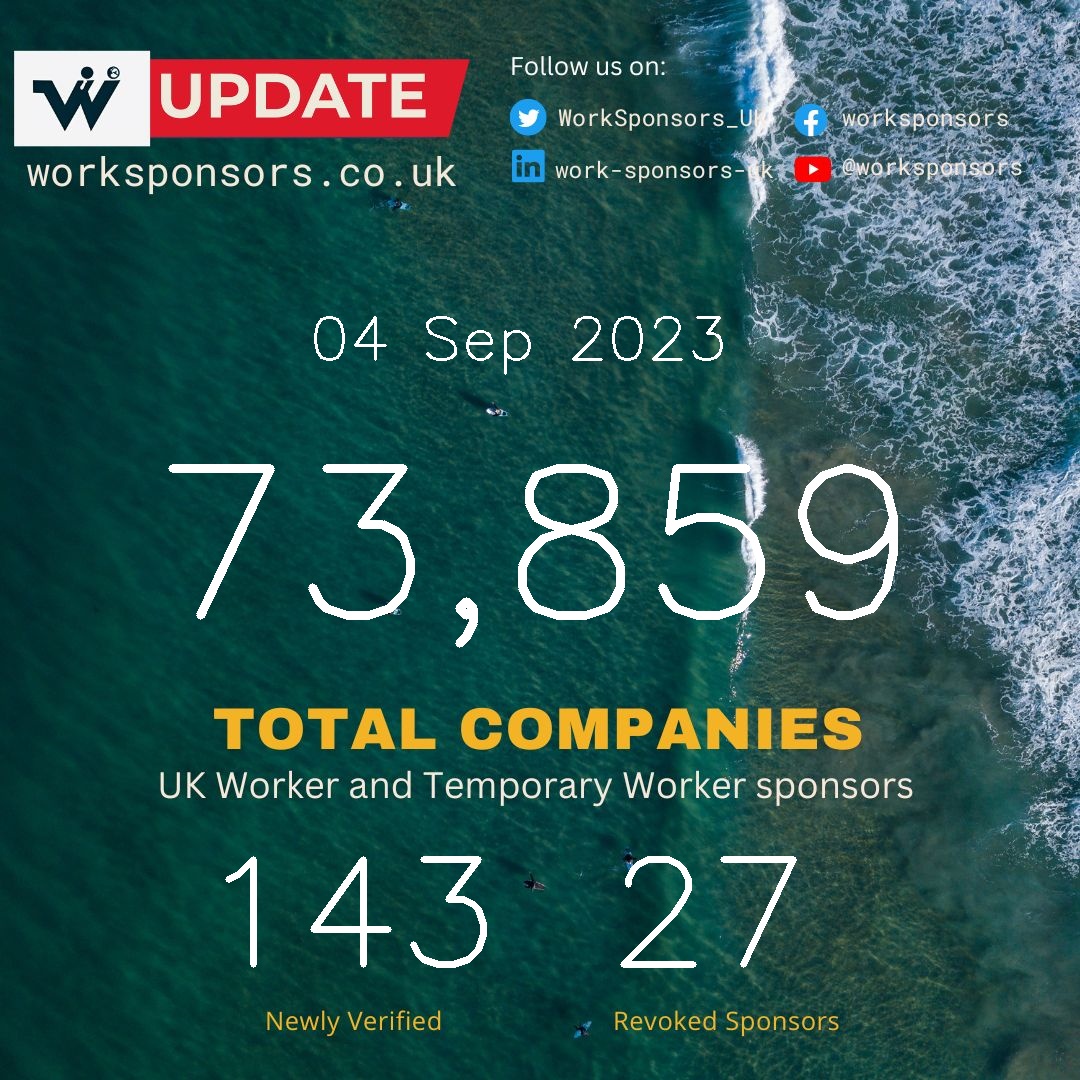 UPDATE
worksponsors.co.uk
Follow us on:
WorkSponsors_UK
worksponsors
work-sponsors-uk
@worksponsors
04 Sep 2023
73,859
TOTAL COMPANIES
UK Worker and Temporary Worker sponsors
143 27
Newly Verified Revoked Sponsors